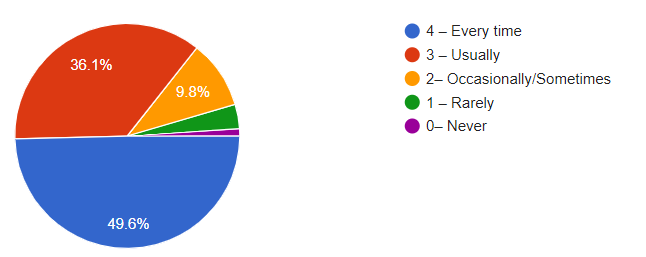 36.1%
9.8%
49.6%
4 – Every time
3 – Usually
2– Occasionally/Sometimes
1 – Rarely
0– Never